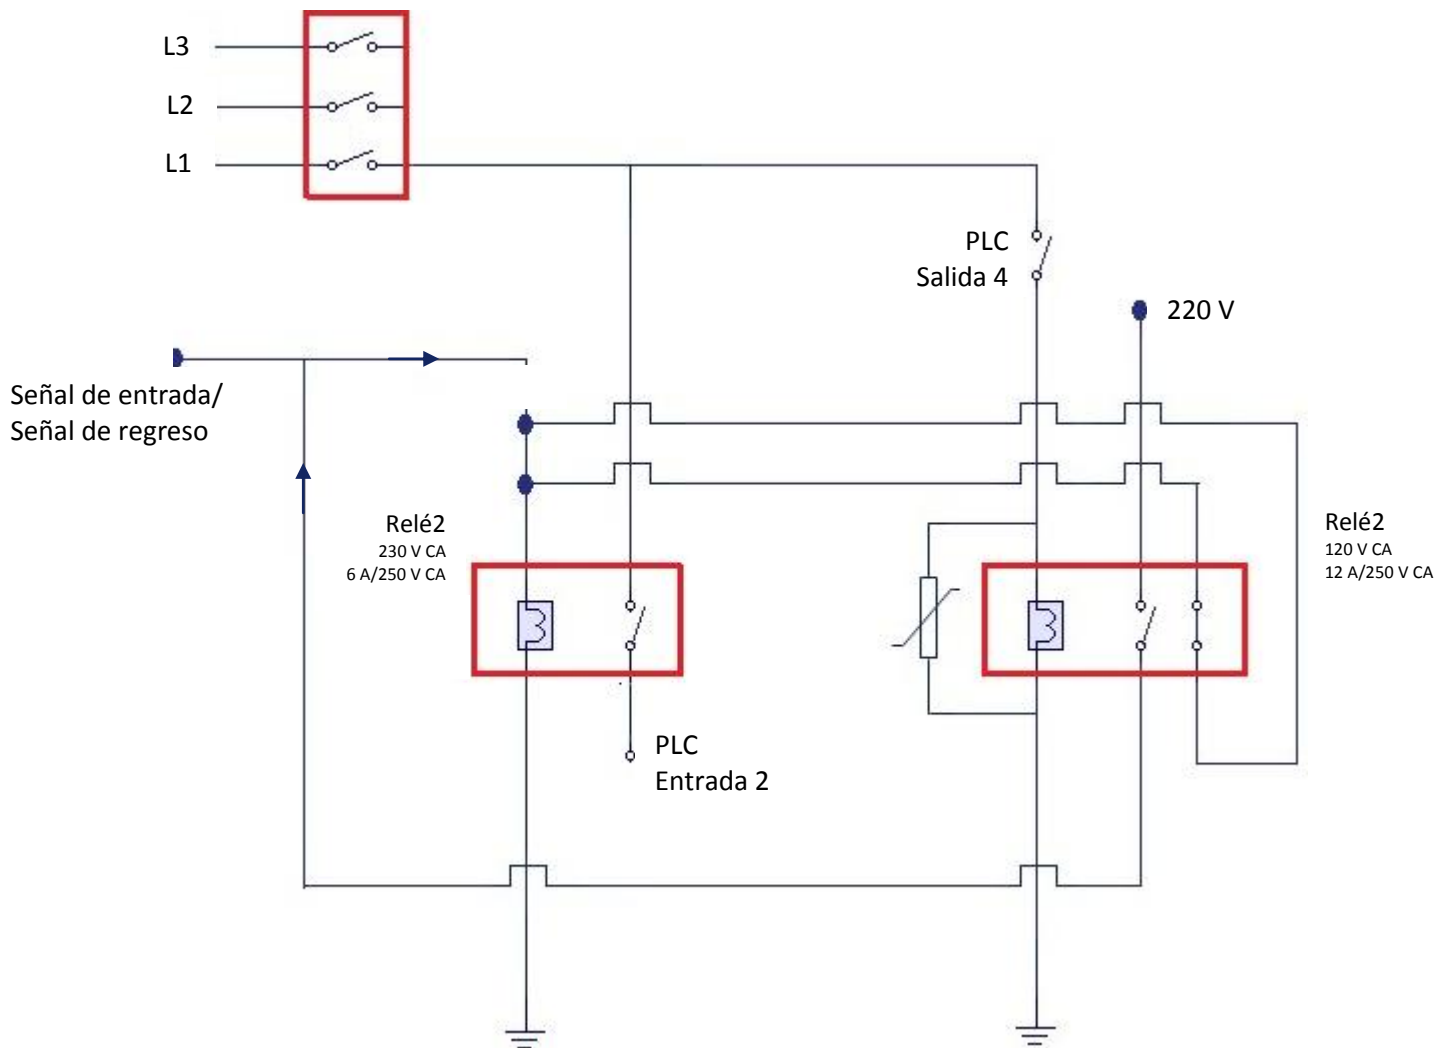 L3
L2
L1
PLC
Salida 4
220 V
Señal de entrada/
Señal de regreso
Relé2
230 V CA
6 A/250 V CA
Relé2
120 V CA
12 A/250 V CA
PLC
Entrada 2